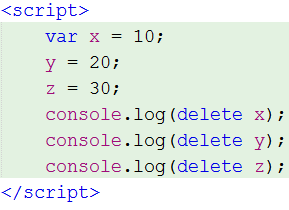 <script>
var x = 10;
y = 20;
z = 30;
console.log(delete x);
console.log(delete y);
console.log(delete z);
</script>